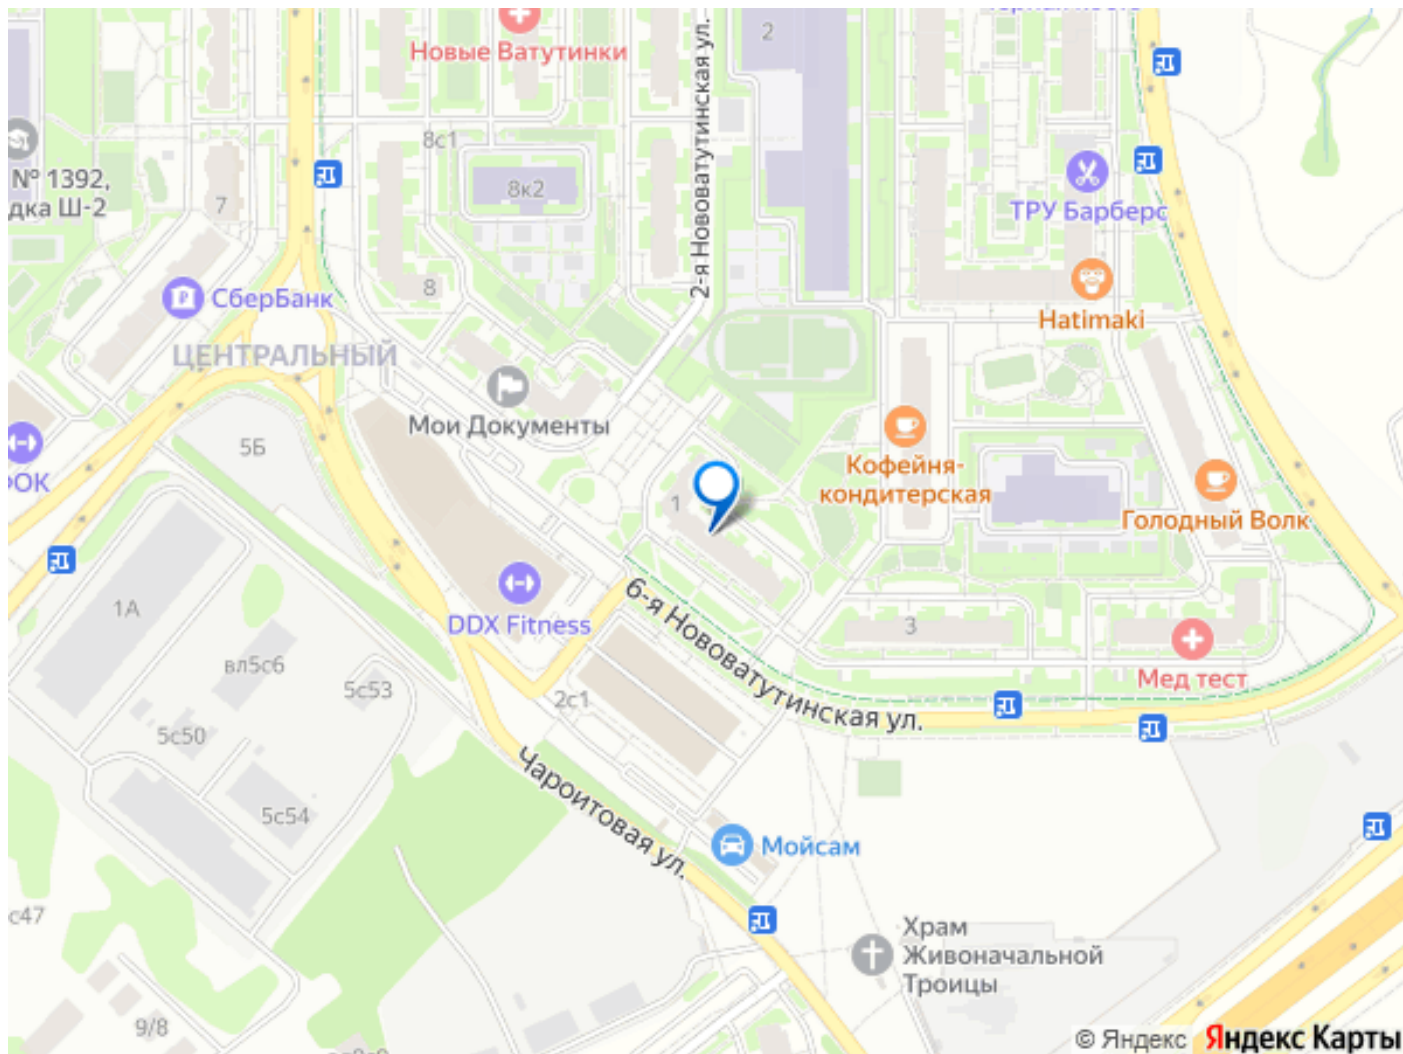 Новые Ватутинки
2
2-я Нововатутинская ул.
8с1
8к2
№ 1392,
дка Ш-2
7
ТРУ Барберс
8
СберБанк
Hatimaki
ЦЕНТРАЛЬНЫЙ
Мои Документы
5Б
ФОК
Кофейня-
кондитерская
1
Голодный Волк
1А
DDX Fitness
6-я Нововатутинская ул.
3
вл5с6
5с53
Мед тест
2с1
5с50
Чароитовая ул.
5с54
Мойсам
с47
Храм
Живоначальной
Троицы
9/8
© Яндекс Яндекс Карты